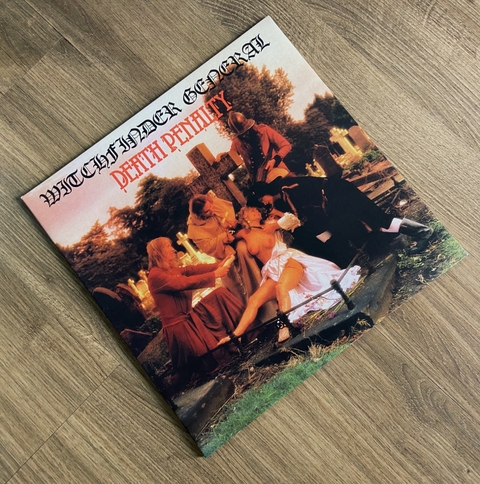 WITCHFINDER GENERAL
DEATH PENALTY